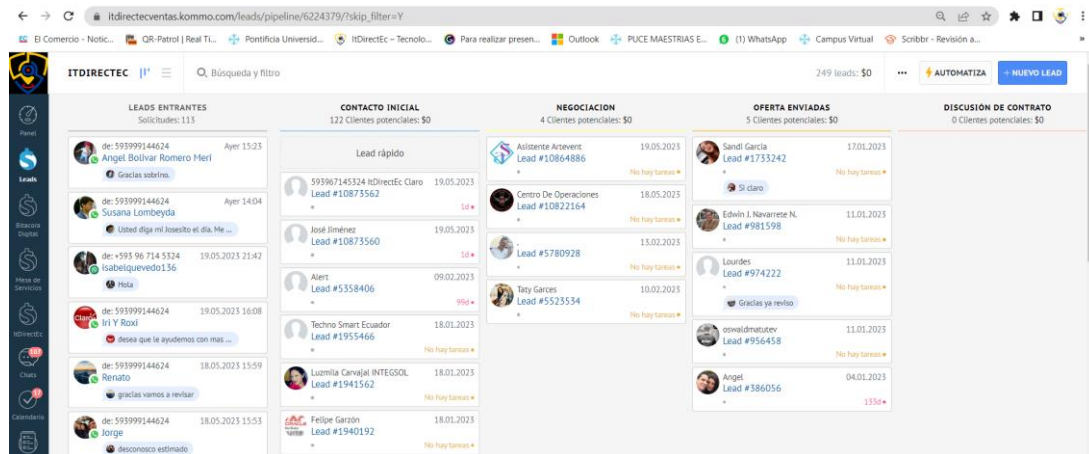 itdirectecventas.kommo.com/leads/pipeline/6224379/?skip_filter=Y
El Comercio - Notic...
QR-Patrol | Real Ti...
Pontificia Universid...
ItDirectEc – Tecnolo...
Para realizar presen...
Outlook
PUCE MAESTRIAS E...
(1) WhatsApp
Campus Virtual
Scribbr - Revisión a...
»
ITDIRECTEC
Búsqueda y filtro
249 leads: $0
AUTOMATIZA
+ NUEVO LEAD
Panel
Leads
Bitacora
Digital
Mesa de
Servicios
ItDirectEc
107
Chats
17
Calendario
LEADS ENTRANTES
Solicitudes: 113
de: 593999144624 Ayer 15:23
Angel Bolivar Romero Meri
Gracias sobrino.
de: 593999144624 Ayer 14:04
Susana Lombeyda
Usted diga mi Josesito el día. Me ...
de: +593 96 714 5324 19.05.2023 21:42
isabelquevedo136
Hola
de: 593999144624 19.05.2023 16:08
Claro
Iri Y Roxi
desea que le ayudemos con mas ...
de: 593999144624 18.05.2023 15:59
Renato
gracias vamos a revisar
de: 593999144624 18.05.2023 15:53
Jorge
desconosco estimado
CONTACTO INICIAL
122 Clientes potenciales: $0
Lead rápido
593967145324 ItDirectEc Claro 19.05.2023
Lead #10873562
1d
José Jiménez 19.05.2023
Lead #10873560
1d
Alert 09.02.2023
Lead #5358406
99d
Techno Smart Ecuador 18.01.2023
Lead #1955466
No hay tareas
Luzmila Carvajal INTEGSOL 18.01.2023
Lead #1941562
No hay tareas
Felipe Garzón 18.01.2023
Lead #1940192
No hay tareas
NEGOCIACION
4 Clientes potenciales: $0
Asistente Artevent 19.05.2023
Lead #10864886
No hay tareas
Centro De Operaciones 18.05.2023
Lead #10822164
No hay tareas
. 13.02.2023
Lead #5780928
No hay tareas
Taty Garces 10.02.2023
Lead #5523534
No hay tareas
OFERTA ENVIADAS
5 Clientes potenciales: $0
Sandi García 17.01.2023
Lead #1733242
No hay tareas
Si claro
Edwin J. Navarrete N. 11.01.2023
Lead #981598
No hay tareas
Lourdes 11.01.2023
Lead #974222
No hay tareas
Gracias ya reviso
oswaldmatutev 11.01.2023
Lead #956458
No hay tareas
Angel 04.01.2023
Lead #386056
135d
DISCUSIÓN DE CONTRATO
0 Clientes potenciales: $0